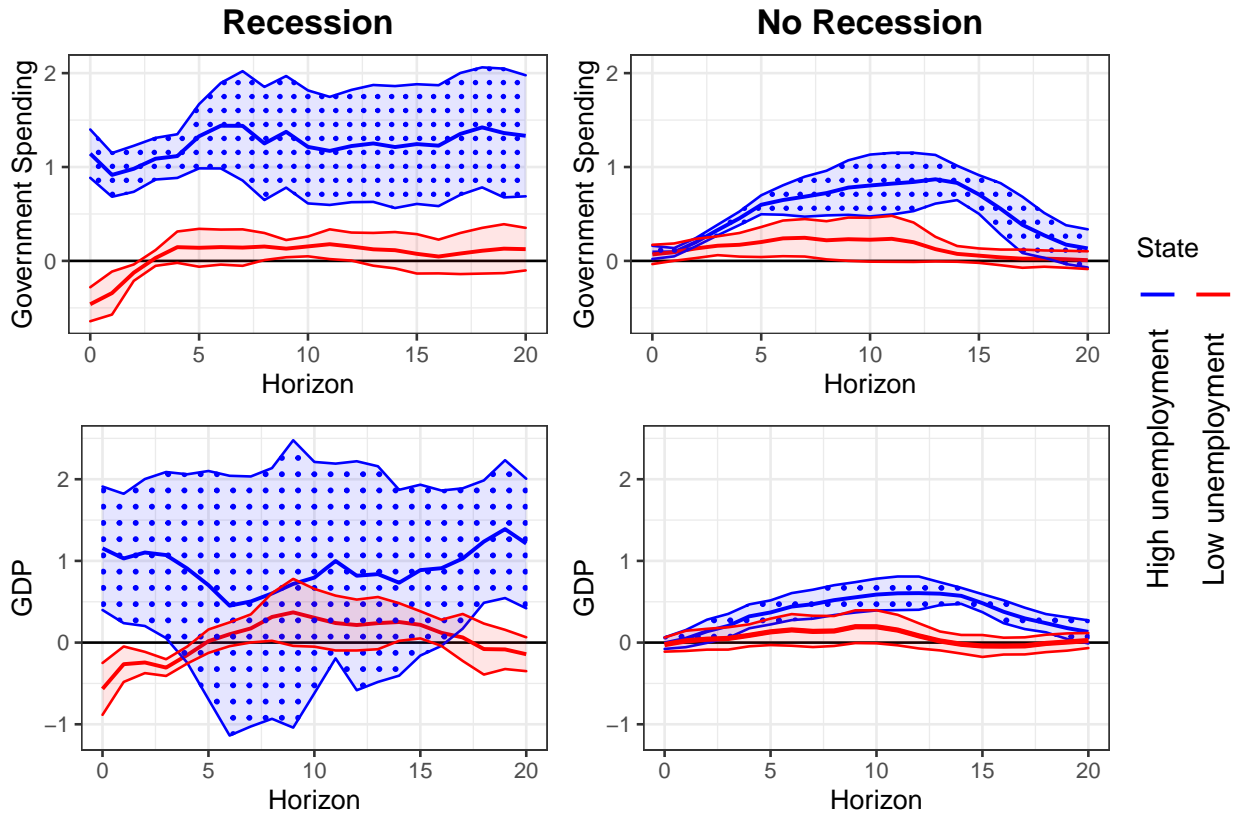 Recession
No Recession
Government Spending
2
1
0
0 5 10 15 20
Horizon
Government Spending
2
1
0
0 5 10 15 20
Horizon
GDP
2
1
0
−1
0 5 10 15 20
Horizon
GDP
2
1
0
−1
0 5 10 15 20
Horizon
State
High unemployment
Low unemployment